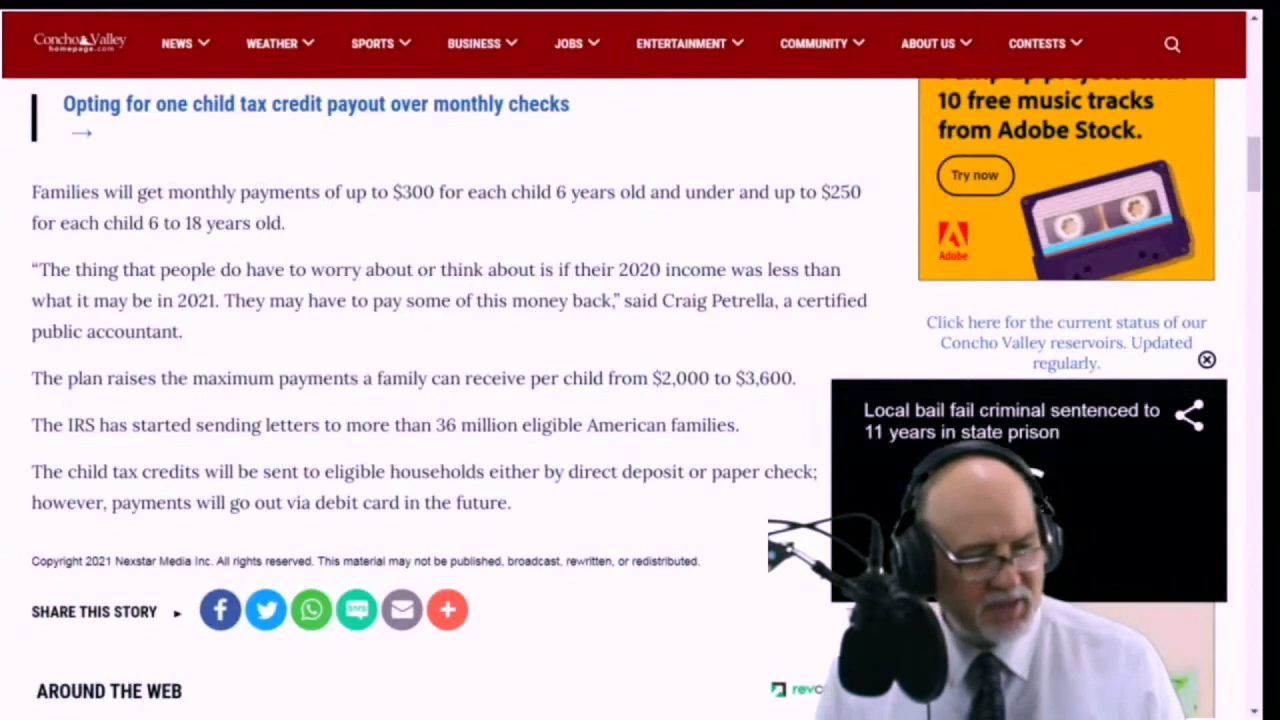 Concho Valley
homepage.com
NEWS
WEATHER
SPORTS
BUSINESS
JOBS
ENTERTAINMENT
COMMUNITY
ABOUT US
CONTESTS
Opting for one child tax credit payout over monthly checks
→
Families will get monthly payments of up to $300 for each child 6 years old and under and up to $250
for each child 6 to 18 years old.
“The thing that people do have to worry about or think about is if their 2020 income was less than
what it may be in 2021. They may have to pay some of this money back,” said Craig Petrella, a certified
public accountant.
The plan raises the maximum payments a family can receive per child from $2,000 to $3,600.
The IRS has started sending letters to more than 36 million eligible American families.
The child tax credits will be sent to eligible households either by direct deposit or paper check;
however, payments will go out via debit card in the future.
Copyright 2021 Nexstar Media Inc. All rights reserved. This material may not be published, broadcast, rewritten, or redistributed.
SHARE THIS STORY
SMS
AROUND THE WEB
10 free music tracks
from Adobe Stock.
Try now
Adobe
Click here for the current status of our
Concho Valley reservoirs. Updated
regularly.
Local bail fail criminal sentenced to
11 years in state prison